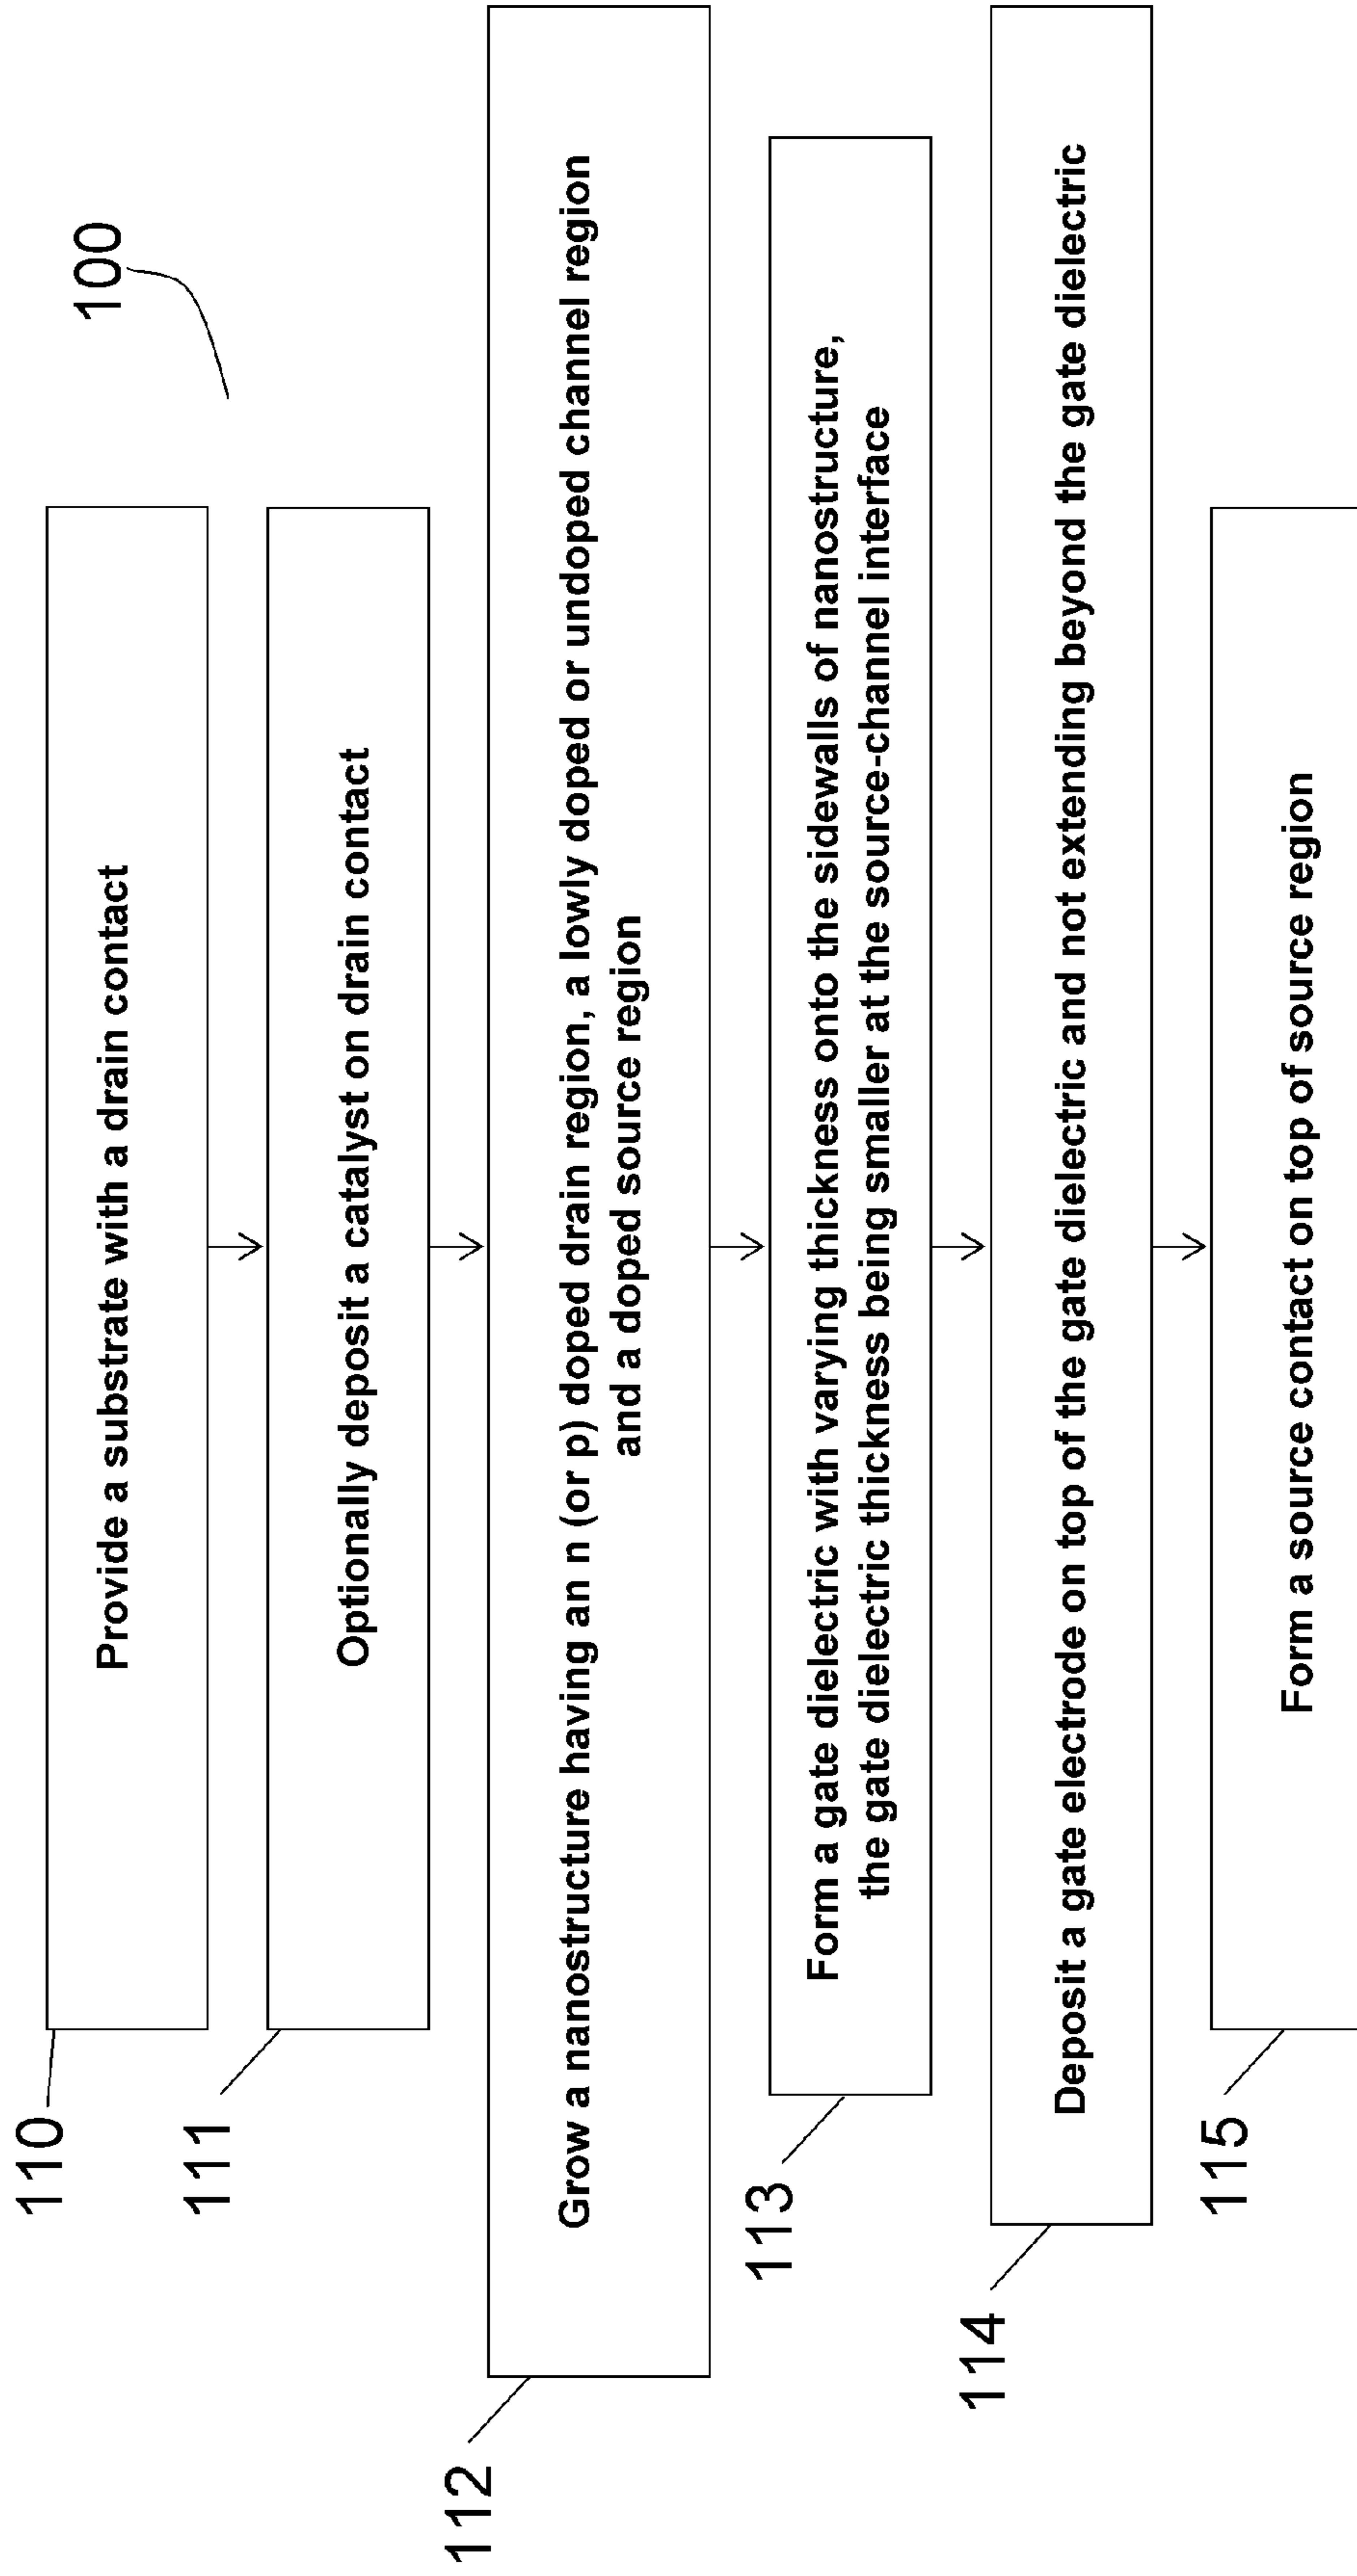 100
110
Provide a substrate with a drain contact
111
Optionally deposit a catalyst on drain contact
112
Grow a nanostructure having an n (or p) doped drain region, a lowly doped or undoped channel region
and a doped source region
113
Form a gate dielectric with varying thickness onto the sidewalls of nanostructure,
the gate dielectric thickness being smaller at the source-channel interface
114
Deposit a gate electrode on top of the gate dielectric and not extending beyond the gate dielectric
115
Form a source contact on top of source region